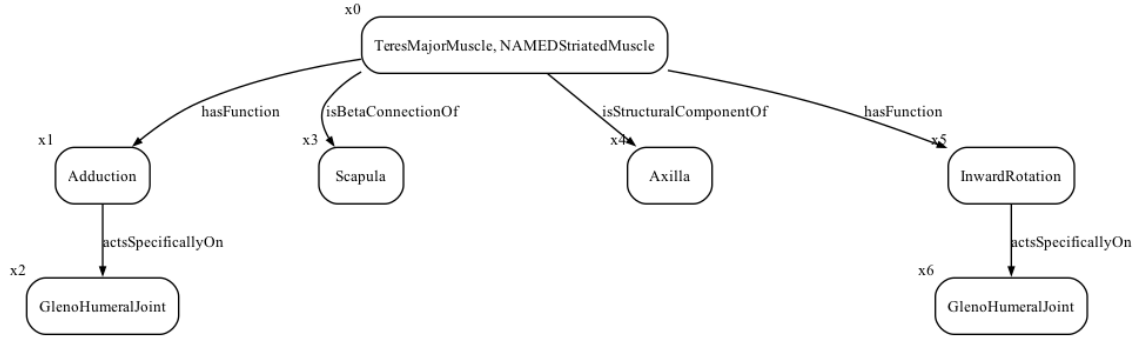 x0
TeresMajorMuscle, NAMEDStriatedMuscle
hasFunction
isBetaConnectionOf
isStructuralComponentOf
hasFunction
x1
x3
x4
x5
Adduction
Scapula
Axilla
InwardRotation
actsSpecificallyOn
actsSpecificallyOn
x2
x6
GlenoHumeralJoint
GlenoHumeralJoint